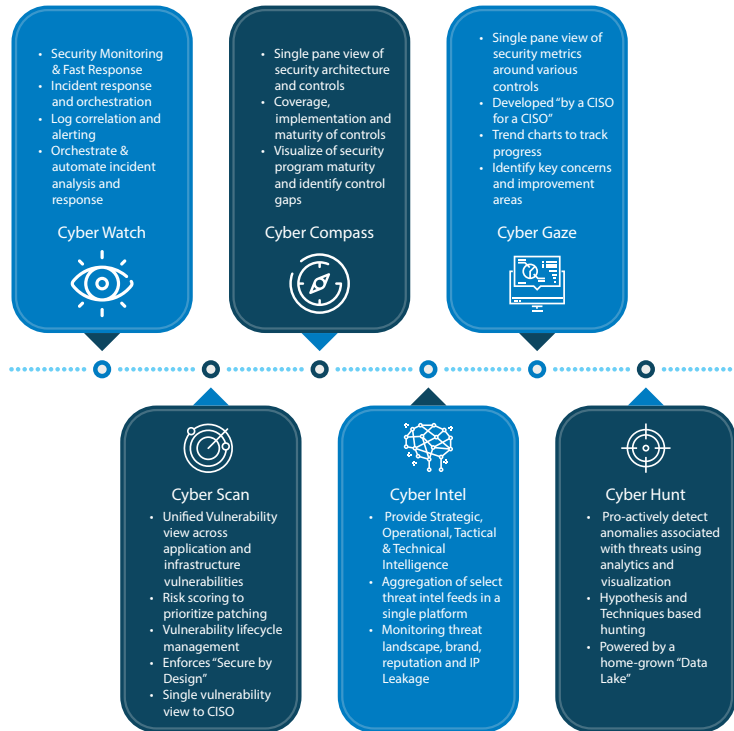 • Security Monitoring
& Fast Response
• Incident response
and orchestration
• Log correlation and
alerting
• Orchestrate &
automate incident
analysis and
response
Cyber Watch
• Single pane view of
security architecture
and controls
• Coverage,
implementation and
maturity of controls
• Visualize of security
program maturity
and identify control
gaps
Cyber Compass
• Single pane view of
security metrics
around various
controls
• Developed "by a CISO
for a CISO"
• Trend charts to track
progress
• Identify key concerns
and improvement
areas
Cyber Gaze
Cyber Scan
• Unified Vulnerability
view across
application and
infrastructure
vulnerabilities
• Risk scoring to
prioritize patching
• Vulnerability lifecycle
management
• Enforces "Secure by
Design"
• Single vulnerability
view to CISO
Cyber Intel
• Provide Strategic,
Operational, Tactical
& Technical
Intelligence
• Aggregation of select
threat intel feeds in a
single platform
• Monitoring threat
landscape, brand,
reputation and IP
Leakage
Cyber Hunt
• Pro-actively detect
anomalies associated
with threats using
analytics and
visualization
• Hypothesis and
Techniques based
hunting
• Powered by a
home-grown "Data
Lake"